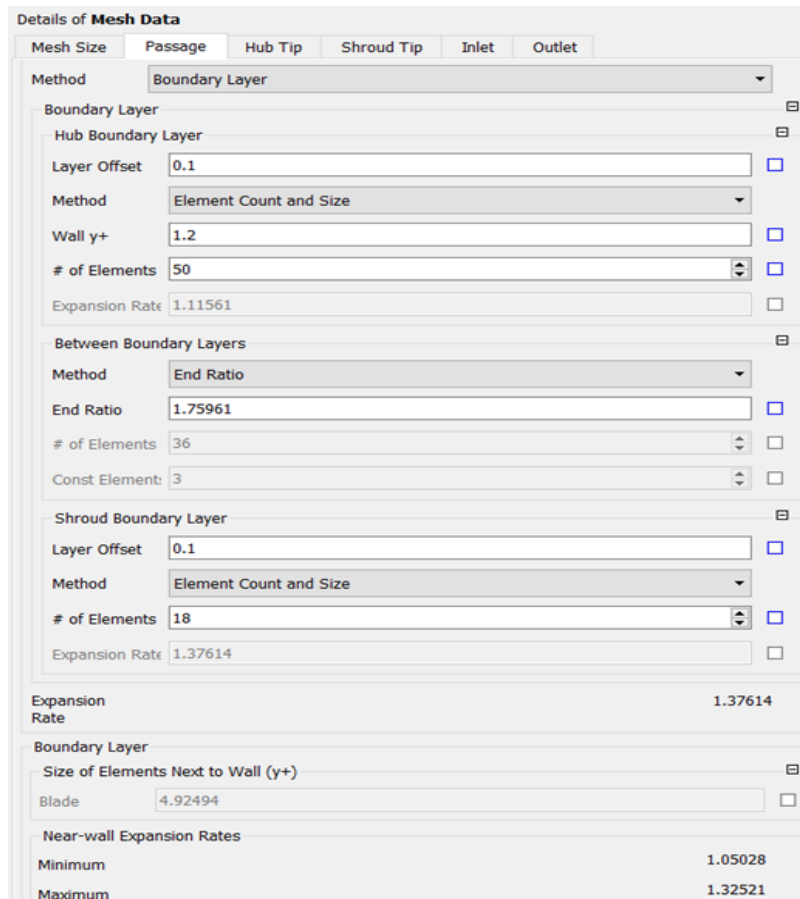 Details of Mesh Data
Mesh Size Passage Hub Tip Shroud Tip Inlet Outlet
Method Boundary Layer
Boundary Layer
Hub Boundary Layer
Layer Offset 0.1
Method Element Count and Size
Wall y+ 1.2
# of Elements 50
Expansion Rate 1.11561
Between Boundary Layers
Method End Ratio
End Ratio 1.75961
# of Elements 36
Const Element: 3
Shroud Boundary Layer
Layer Offset 0.1
Method Element Count and Size
# of Elements 18
Expansion Rate 1.37614
Expansion 1.37614
Rate
Boundary Layer
Size of Elements Next to Wall (y+)
Blade 4.92494
Near-wall Expansion Rates
Minimum 1.05028
Maximum 1.32521